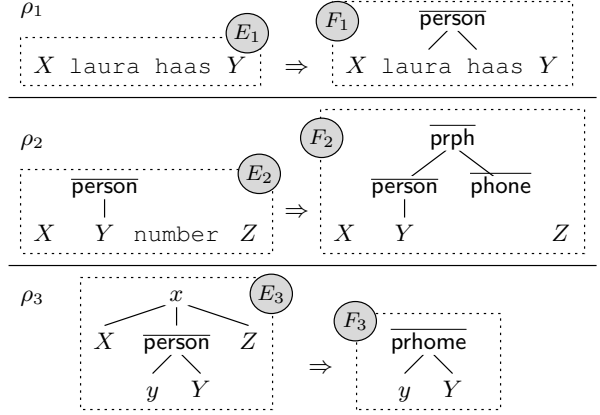 ρ₁
F₁ person
E₁
X laura haas Y ⇒ X laura haas Y
ρ₂
F₂ prph
person E₂ person phone
⇒
X Y number Z X Y Z
ρ₃
x E₃
F₃
X person Z ⇒ prhome
y Y y Y